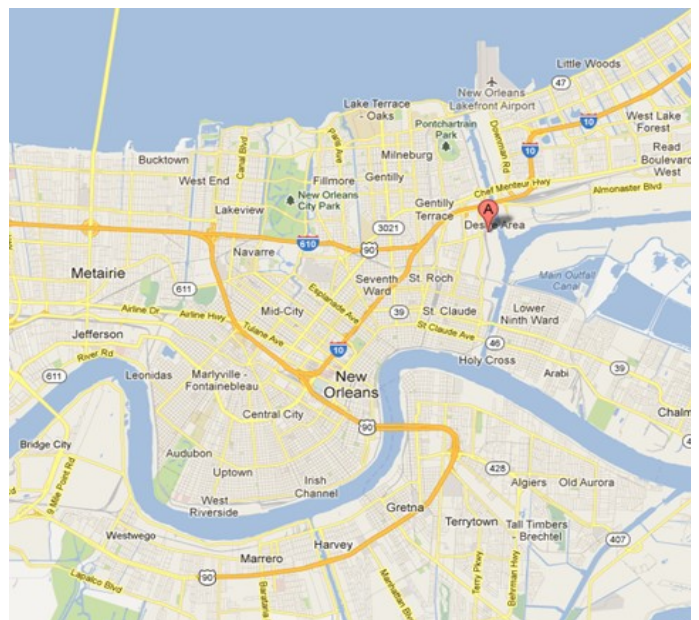 Little Woods
47
New Orleans
Lakefront Airport
Lake Terrace
- Oaks
Paris Ave
Pontchartrain
Park
Downman Rd
10
West Lake
Forest
Bucktown
Canal Blvd
Milneburg
10
Read
Boulevard
West
West End
Fillmore
Gentilly
Chef Menteur Hwy
Almonaster Blvd
New Orleans
City Park
Lakeview
Gentilly
Terrace
A
3021
610
90
Area
Navarre
Metairie
Seventh
Ward
St. Roch
Main Outfall
Canal
611
Esplanade Ave
Mid-City
39
St. Claude
Lower
Ninth Ward
Airline Dr
Airline Hwy
Tulane Ave
St Claude Ave
Jefferson
46
River Rd
10
Holy Cross
611
Leonidas
Marlyville -
Fontainebleau
New
Orleans
Arabi
39
Central City
90
Chalm
Bridge City
Audubon
428
9 Mile Point Rd
Uptown
Irish
Channel
Algiers
Old Aurora
West
Riverside
Gretna
Terrytown
Tall Timbers
- Brechtel
407
Westwego
Harvey
Marrero
90
Lapalco Blvd
Barataria
Manhattan Blvd
Terry Pkwy
Behrman Hwy